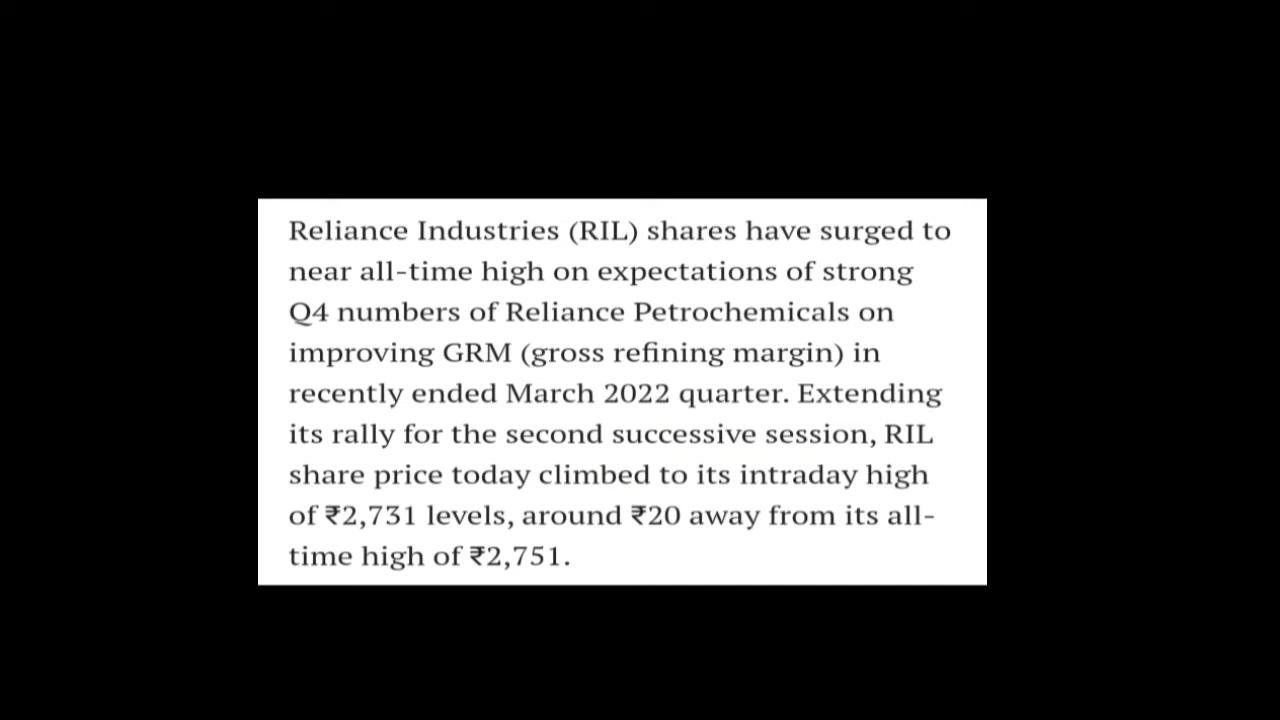 Reliance Industries (RIL) shares have surged to
near all-time high on expectations of strong
Q4 numbers of Reliance Petrochemicals on
improving GRM (gross refining margin) in
recently ended March 2022 quarter. Extending
its rally for the second successive session, RIL
share price today climbed to its intraday high
of ₹2,731 levels, around ₹20 away from its all-
time high of ₹2,751.